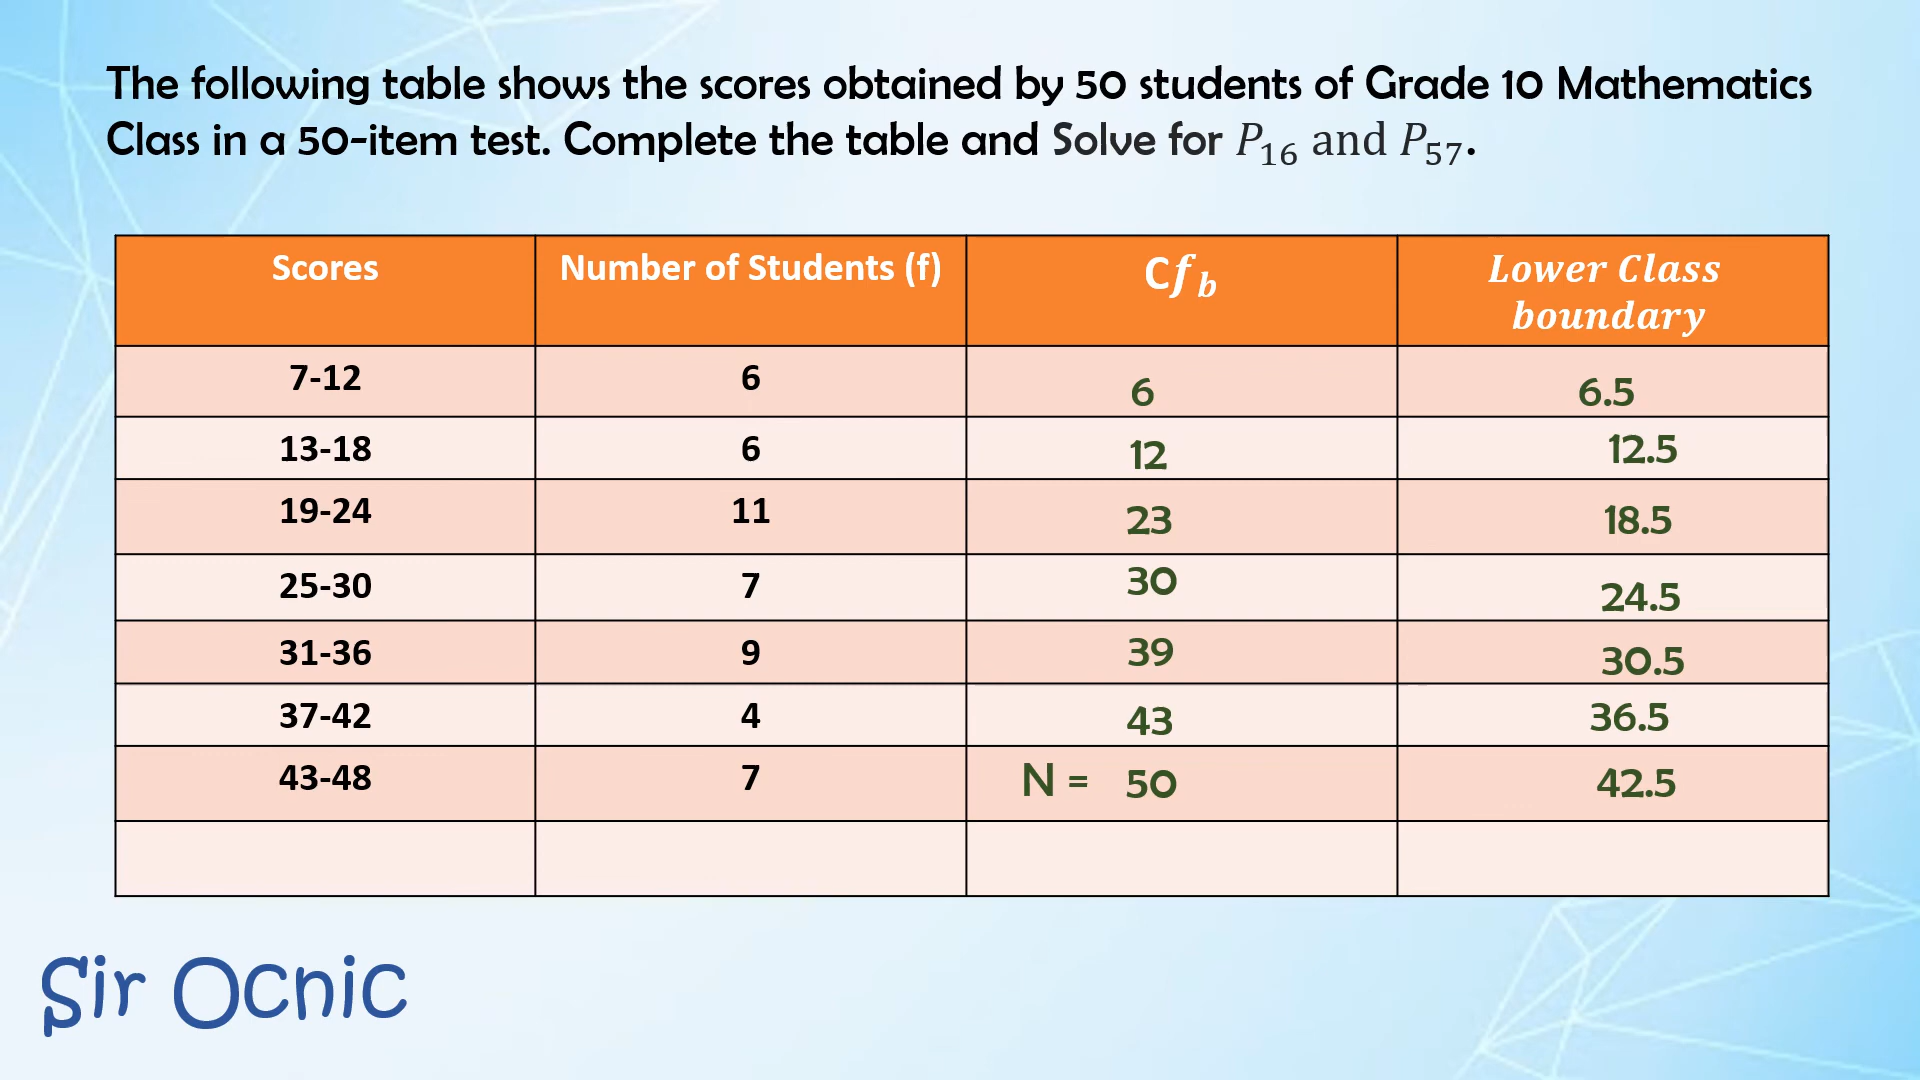 The following table shows the scores obtained by 50 students of Grade 10 Mathematics
Class in a 50-item test. Complete the table and Solve for P₁₆ and P₅₇.
Scores Number of Students (f) Cf_b Lower Class
boundary
7-12 6 6 6.5
13-18 6 12 12.5
19-24 11 23 18.5
25-30 7 30 24.5
31-36 9 39 30.5
37-42 4 43 36.5
43-48 7 N = 50 42.5
Sir Ocnic